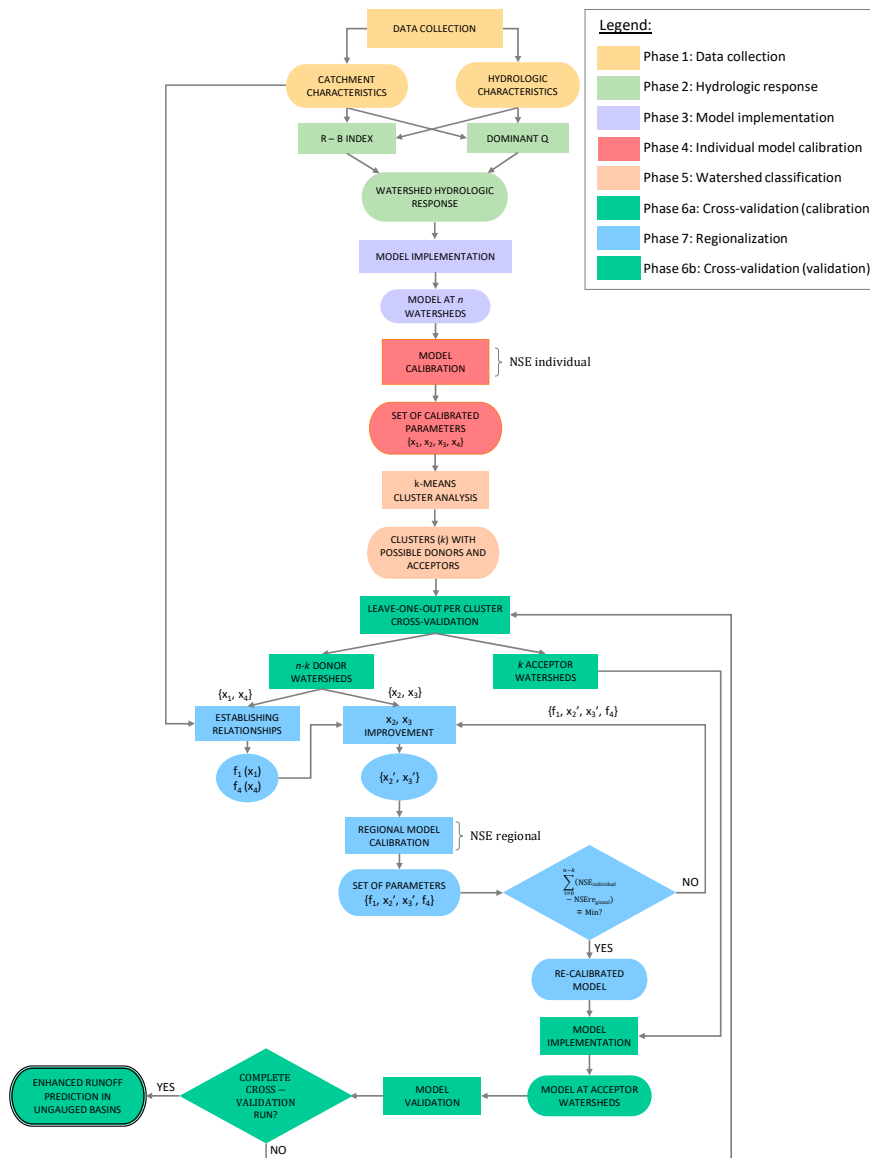 DATA COLLECTION
CATCHMENT
CHARACTERISTICS
HYDROLOGIC
CHARACTERISTICS
R – B INDEX
DOMINANT Q
WATERSHED HYDROLOGIC
RESPONSE
MODEL IMPLEMENTATION
MODEL AT n
WATERSHEDS
MODEL
CALIBRATION
NSE individual
SET OF CALIBRATED
PARAMETERS
{x₁, x₂, x₃, x₄}
k-MEANS
CLUSTER ANALYSIS
CLUSTERS (k) WITH
POSSIBLE DONORS AND
ACCEPTORS
LEAVE-ONE-OUT PER CLUSTER
CROSS-VALIDATION
n-k DONOR
WATERSHEDS
k ACCEPTOR
WATERSHEDS
{x₁, x₄}
{x₂, x₃}
{f₁, x₂’, x₃’, f₄}
ESTABLISHING
RELATIONSHIPS
x₂, x₃
IMPROVEMENT
f₁ (x₁)
f₄ (x₄)
{x₂’, x₃’}
REGIONAL MODEL
CALIBRATION
NSE regional
SET OF PARAMETERS
{f₁, x₂’, x₃’, f₄}
n−k
∑ (NSEindividual
i=0
− NSEregional)
= Min?
NO
YES
RE-CALIBRATED
MODEL
MODEL
IMPLEMENTATION
MODEL AT ACCEPTOR
WATERSHEDS
MODEL
VALIDATION
COMPLETE
CROSS −
VALIDATION
RUN?
YES
NO
ENHANCED RUNOFF
PREDICTION IN
UNGAUGED BASINS
Legend:
Phase 1: Data collection
Phase 2: Hydrologic response
Phase 3: Model implementation
Phase 4: Individual model calibration
Phase 5: Watershed classification
Phase 6a: Cross-validation (calibration
Phase 7: Regionalization
Phase 6b: Cross-validation (validation)